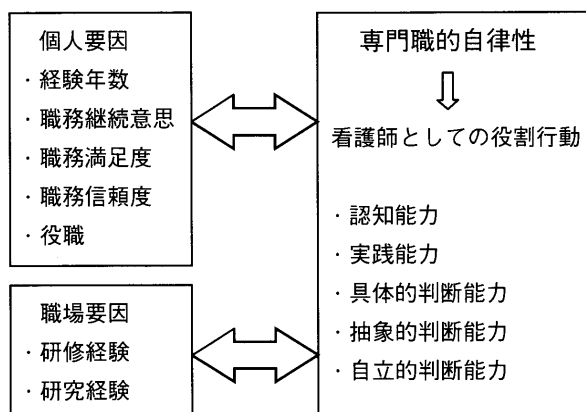 個人要因
・経験年数
・職務継続意思
・職務満足度
・職務信頼度
・役職
職場要因
・研修経験
・研究経験
専門職的自律性
看護師としての役割行動
・認知能力
・実践能力
・具体的判断能力
・抽象的判断能力
・自立的判断能力